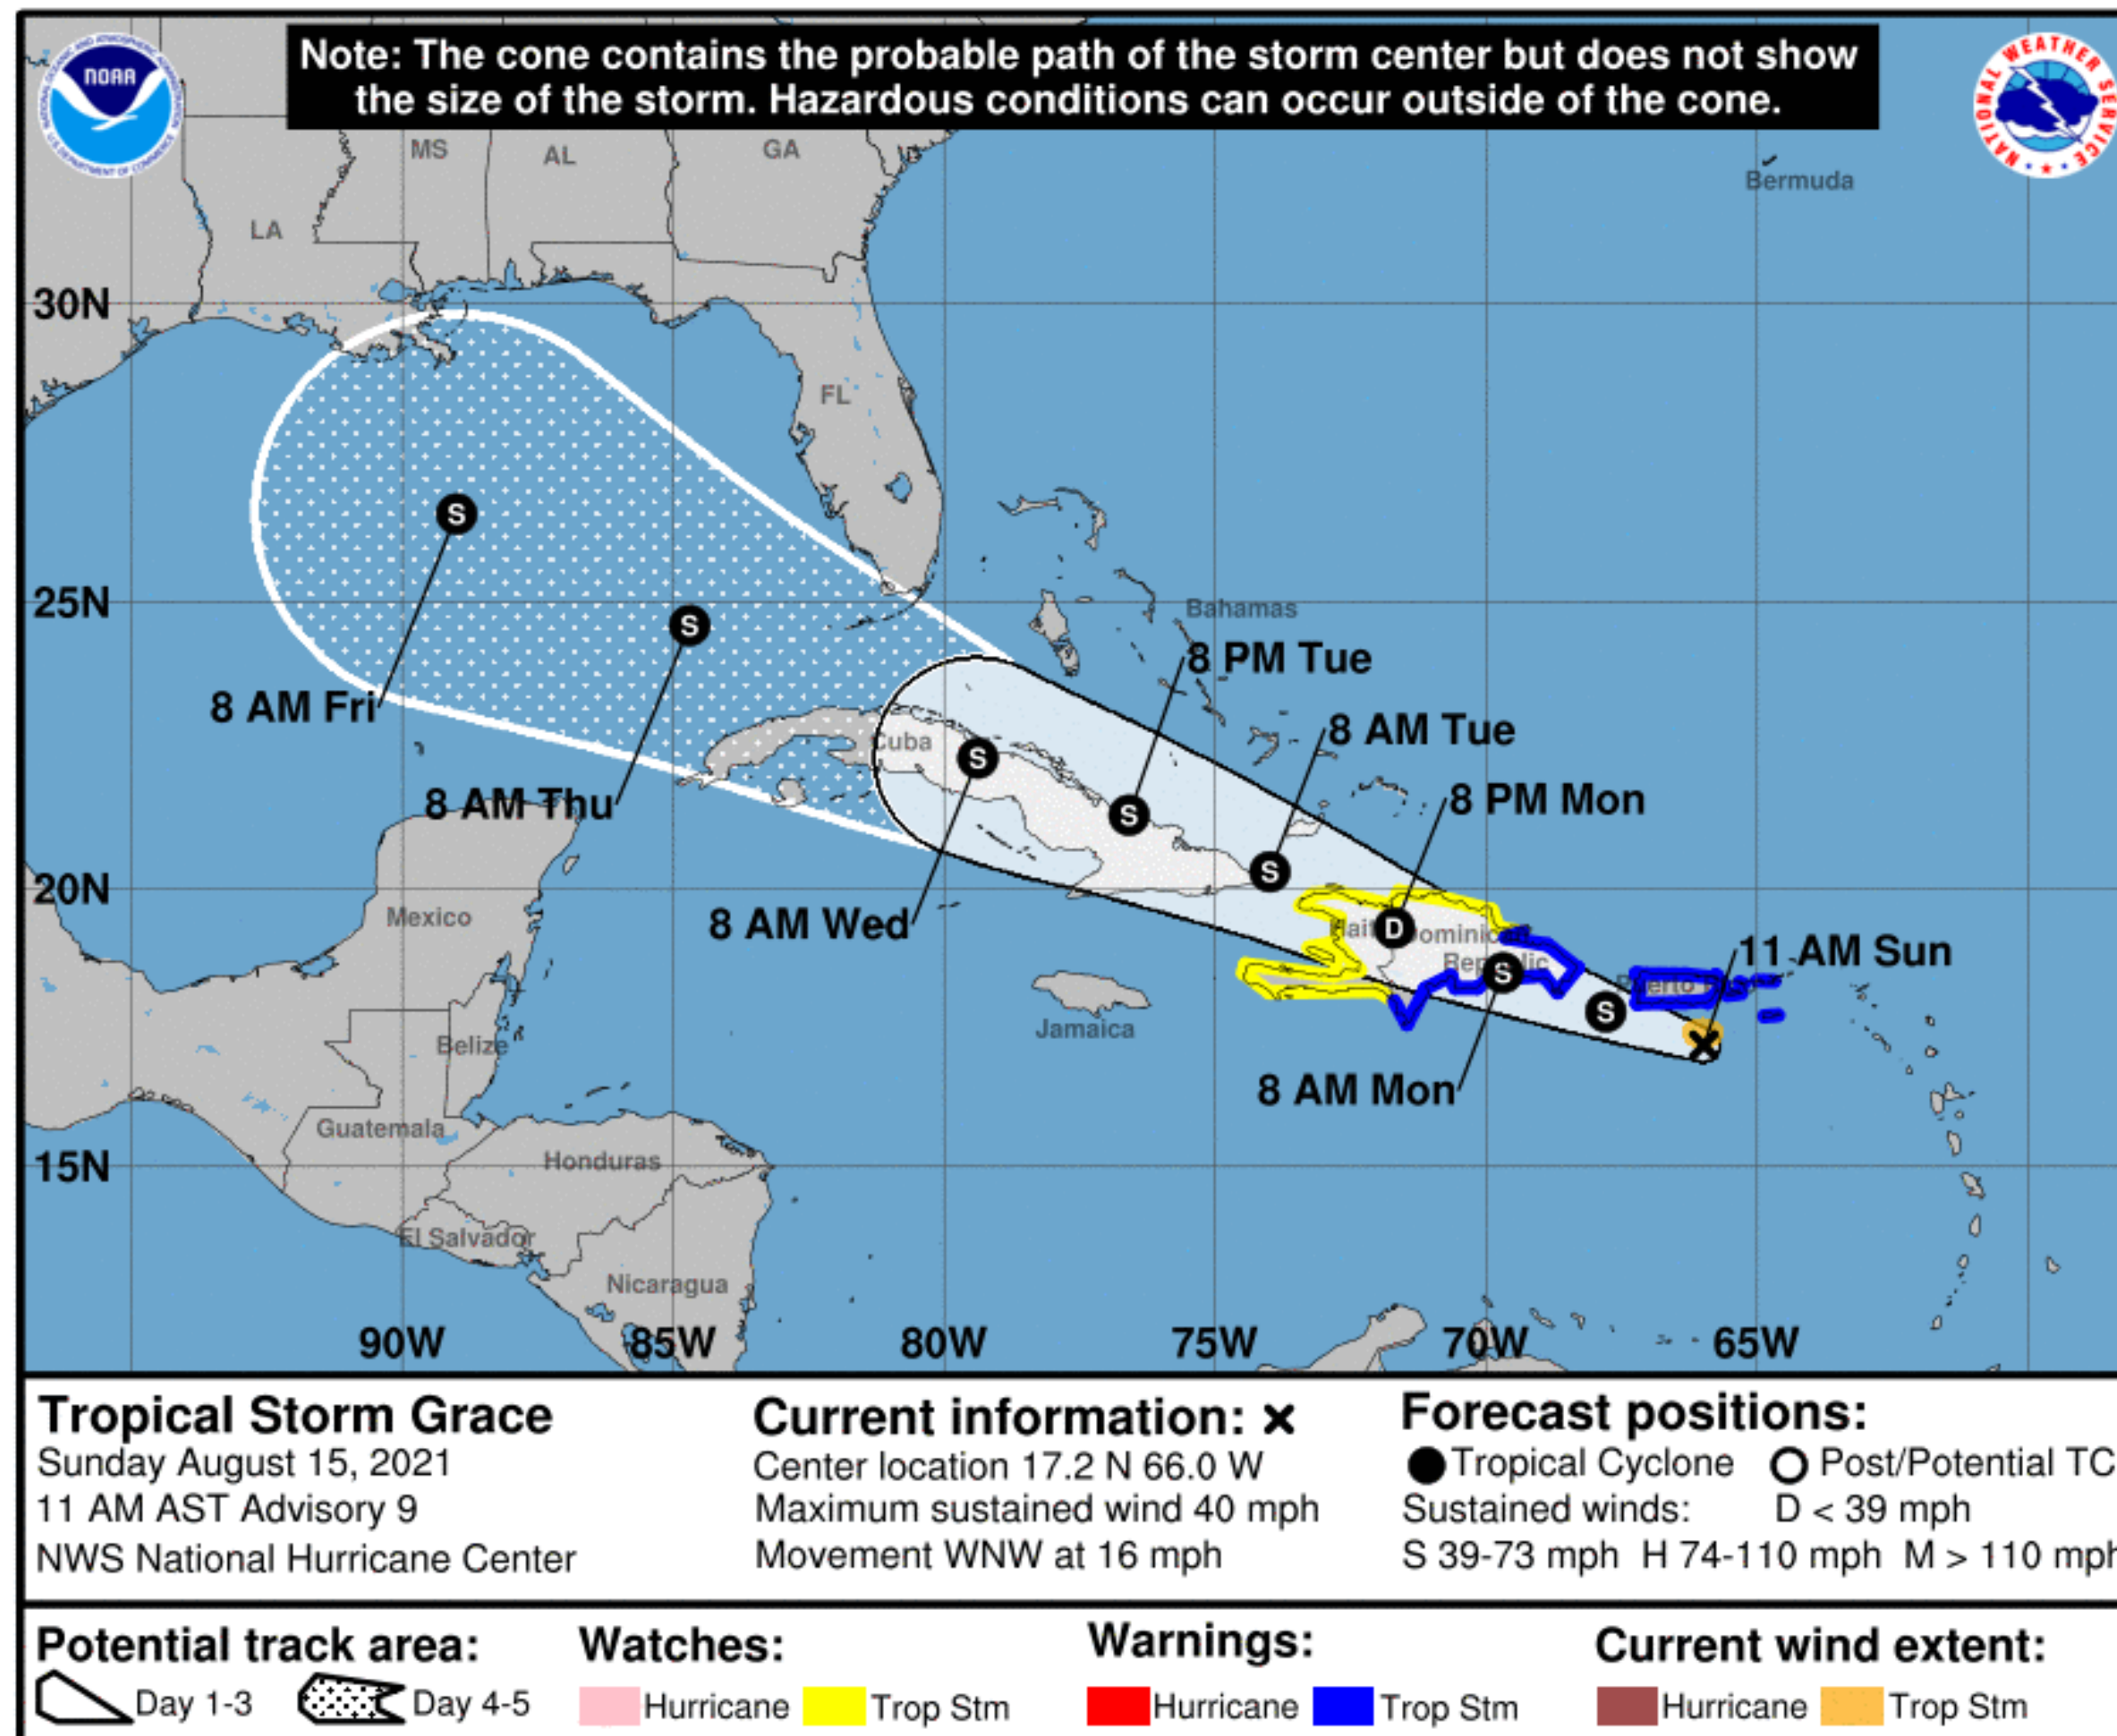 Note: The cone contains the probable path of the storm center but does not show
the size of the storm. Hazardous conditions can occur outside of the cone.
NOAA
NATIONAL WEATHER SERVICE
MS
AL
GA
Bermuda
LA
30N
FL
25N
Bahamas
8 PM Tue
8 AM Fri
8 AM Tue
Cuba
8 AM Thu
8 PM Mon
20N
Mexico
8 AM Wed
Dominican
Republic
11 AM Sun
Jamaica
Belize
8 AM Mon
Guatemala
15N
Honduras
El Salvador
Nicaragua
90W 85W 80W 75W 70W 65W
S
S
S
S
S
D
S
S
Tropical Storm Grace
Sunday August 15, 2021
11 AM AST Advisory 9
NWS National Hurricane Center
Current information: x
Center location 17.2 N 66.0 W
Maximum sustained wind 40 mph
Movement WNW at 16 mph
Forecast positions:
Tropical Cyclone Post/Potential TC
Sustained winds: D < 39 mph
S 39-73 mph H 74-110 mph M > 110 mph
Potential track area:
Day 1-3 Day 4-5
Watches:
Hurricane Trop Stm
Warnings:
Hurricane Trop Stm
Current wind extent:
Hurricane Trop Stm